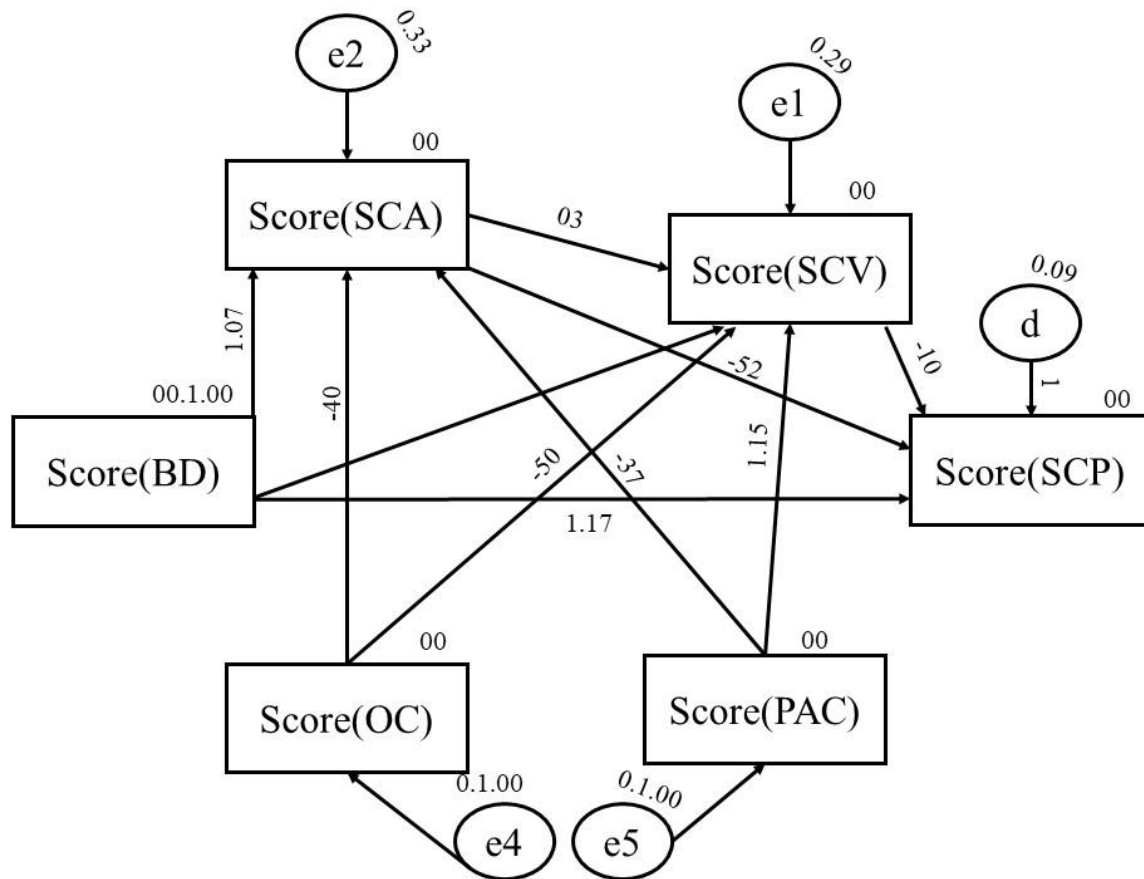 0.33
e2
0.29
e1
00
Score(SCA)
00
Score(SCV)
03
0.09
d
1
1.07
-40
-52
-10
00.1.00
Score(BD)
00
Score(SCP)
-50
-37
1.15
1.17
00
Score(OC)
00
Score(PAC)
0.1.00
e4
0.1.00
e5